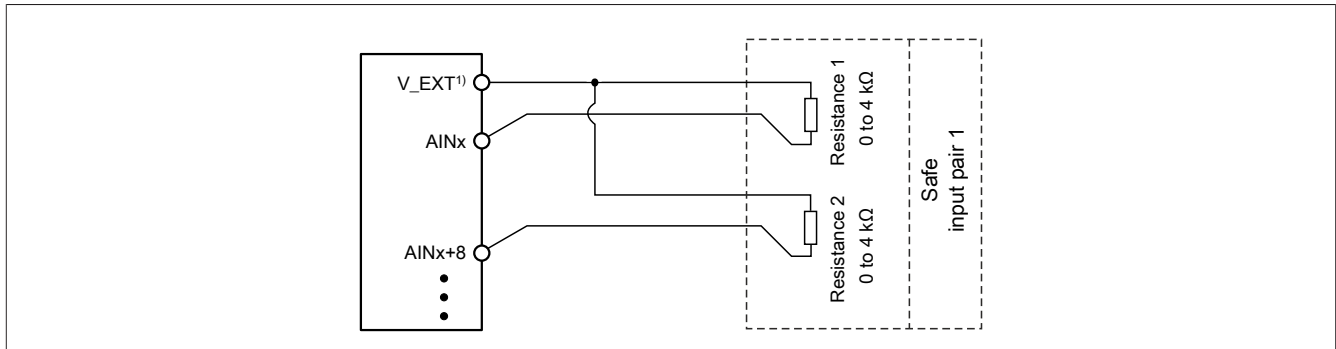 V_EXT1)
AINx
AINx+8
Resistance 1
0 to 4 kΩ
Resistance 2
0 to 4 kΩ
Safe
input pair 1